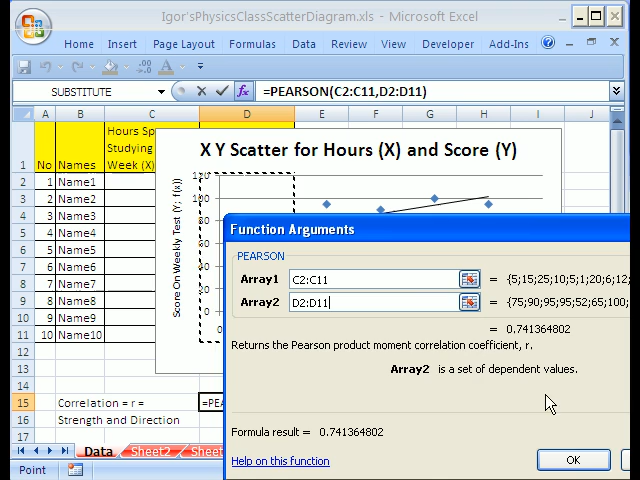 Igor'sPhysicsClassScatterDiagram.xls - Microsoft Excel
Home Insert Page Layout Formulas Data Review View Developer Add-Ins
SUBSTITUTE fx =PEARSON(C2:C11,D2:D11)
A B C D E F G H I J
1 No Names Hours Sp
Studying
Week (X)
2 1 Name1
3 2 Name2
4 3 Name3
5 4 Name4
6 5 Name5
7 6 Name6
8 7 Name7
9 8 Name8
10 9 Name9
11 10 Name10
12
13
14
15 Correlation = r = =PEA
16 Strength and Direction
17
X Y Scatter for Hours (X) and Score (Y)
Score On Weekly Test (Y; f(x))
120
100
80
60
40
20
0
0
Function Arguments
PEARSON
Array1 C2:C11 = {5;15;25;10;5;1;20;6;12;
Array2 D2:D11 = {75;90;95;95;52;65;100;
= 0.741364802
Returns the Pearson product moment correlation coefficient, r.
Array2 is a set of dependent values.
Formula result = 0.741364802
Help on this function OK
Data Sheet2
Point